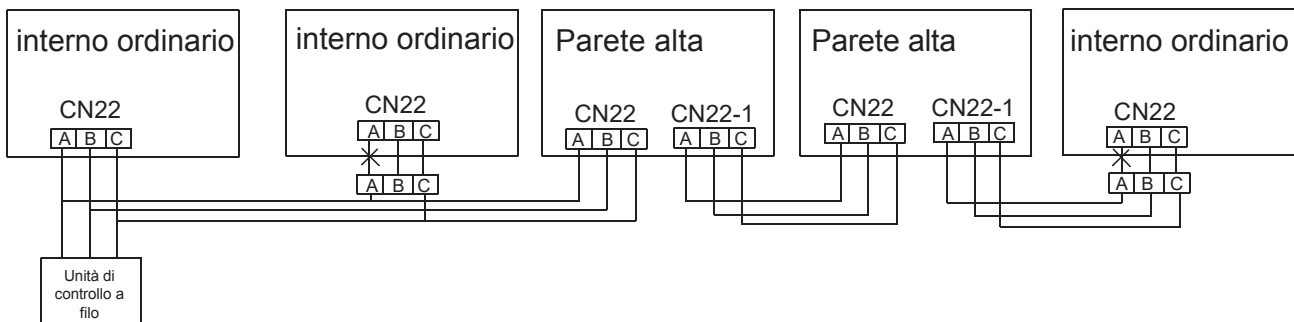 interno ordinario
CN22
A B C
interno ordinario
CN22
A B C
A B C
Parete alta
CN22 CN22-1
A B C A B C
Parete alta
CN22 CN22-1
A B C A B C
interno ordinario
CN22
A B C
A B C
Unità di
controllo a
filo